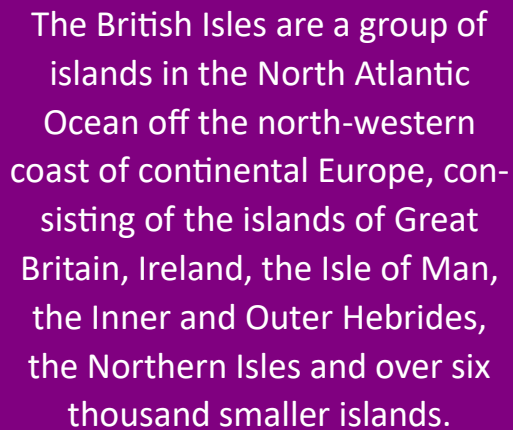 The British Isles are a group of
islands in the North Atlantic
Ocean off the north-western
coast of continental Europe, con-
sisting of the islands of Great
Britain, Ireland, the Isle of Man,
the Inner and Outer Hebrides,
the Northern Isles and over six
thousand smaller islands.